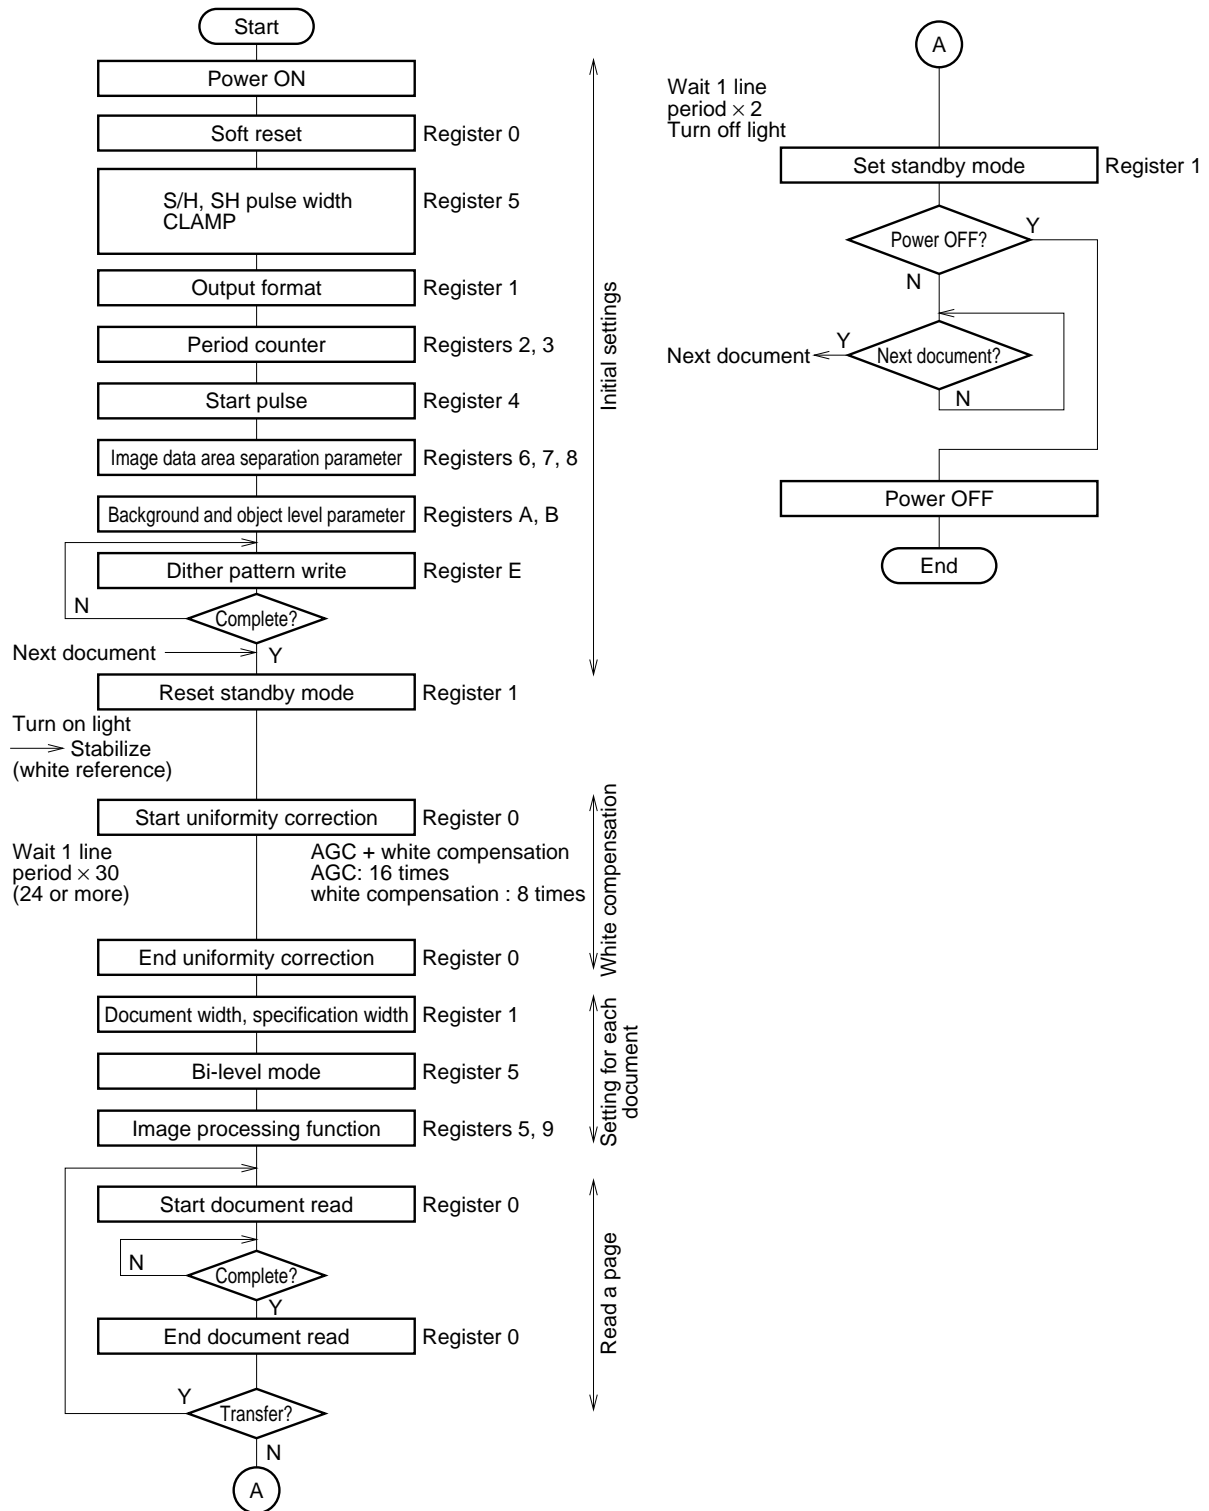 Start
Power ON
Soft reset
Register 0
S/H, SH pulse width
CLAMP
Register 5
Output format
Register 1
Period counter
Registers 2, 3
Start pulse
Register 4
Image data area separation parameter
Registers 6, 7, 8
Background and object level parameter
Registers A, B
Dither pattern write
Register E
N
Complete?
Next document
Y
Reset standby mode
Register 1
Initial settings
Turn on light
Stabilize
(white reference)
Start uniformity correction
Register 0
Wait 1 line
period × 30
(24 or more)
AGC + white compensation
AGC: 16 times
white compensation : 8 times
End uniformity correction
Register 0
White compensation
Document width, specification width
Register 1
Bi-level mode
Register 5
Image processing function
Registers 5, 9
Setting for each
document
Start document read
Register 0
N
Complete?
Y
End document read
Register 0
Y
Transfer?
N
Read a page
A
A
Wait 1 line
period × 2
Turn off light
Set standby mode
Register 1
Power OFF?
Y
N
Next document
Y
Next document?
N
Power OFF
End